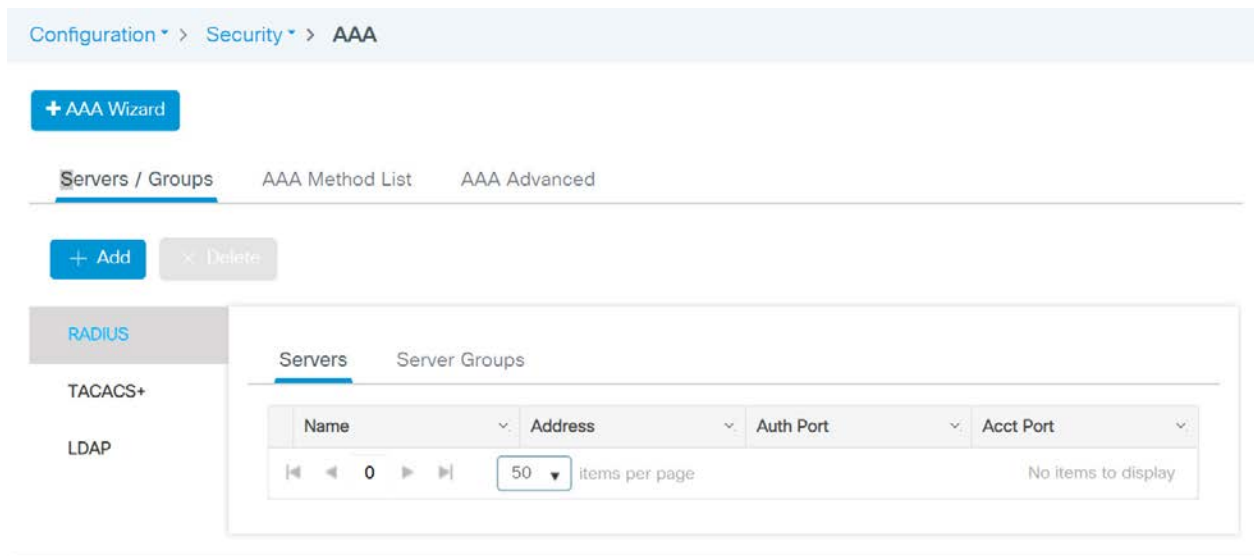 Configuration > Security > AAA
+ AAA Wizard
Servers / Groups AAA Method List AAA Advanced
+ Add × Delete
RADIUS
Servers Server Groups
TACACS+
Name Address Auth Port Acct Port
LDAP
0 50 items per page No items to display